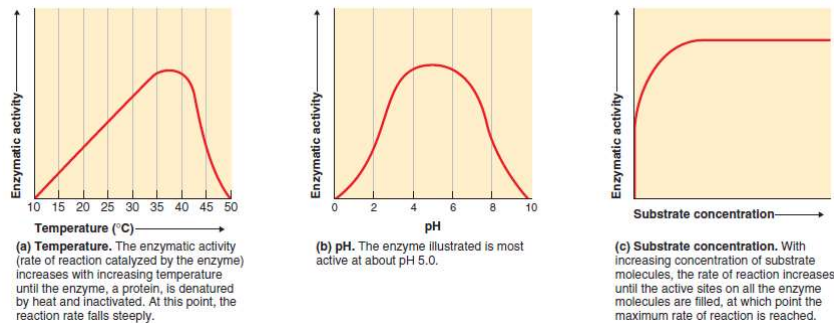 Enzymatic activity
10 15 20 25 30 35 40 45 50
Temperature (°C)
(a) Temperature. The enzymatic activity
(rate of reaction catalyzed by the enzyme)
increases with increasing temperature
until the enzyme, a protein, is denatured
by heat and inactivated. At this point, the
reaction rate falls steeply.
Enzymatic activity
0 2 4 6 8 10
pH
(b) pH. The enzyme illustrated is most
active at about pH 5.0.
Enzymatic activity
Substrate concentration
(c) Substrate concentration. With
increasing concentration of substrate
molecules, the rate of reaction increases
until the active sites on all the enzyme
molecules are filled, at which point the
maximum rate of reaction is reached.